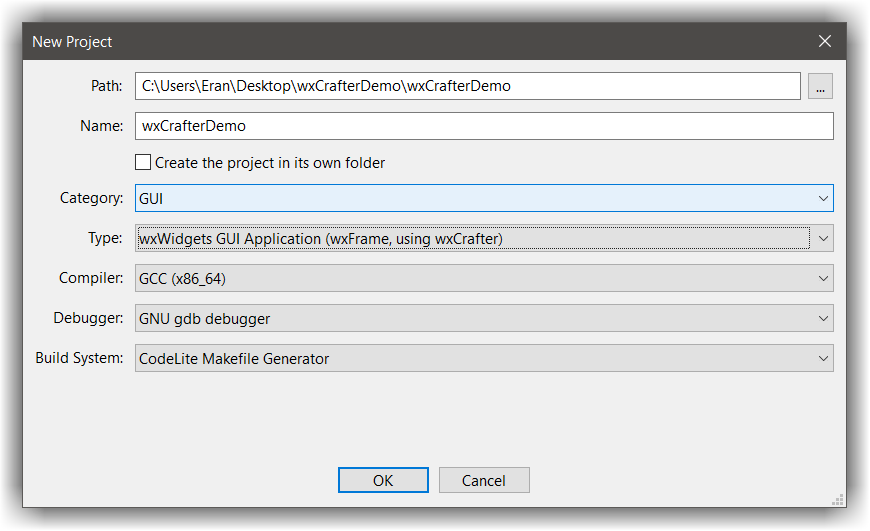 New Project
Path: C:\Users\Eran\Desktop\wxCrafterDemo\wxCrafterDemo ...
Name: wxCrafterDemo
Create the project in its own folder
Category: GUI
Type: wxWidgets GUI Application (wxFrame, using wxCrafter)
Compiler: GCC (x86_64)
Debugger: GNU gdb debugger
Build System: CodeLite Makefile Generator
OK Cancel